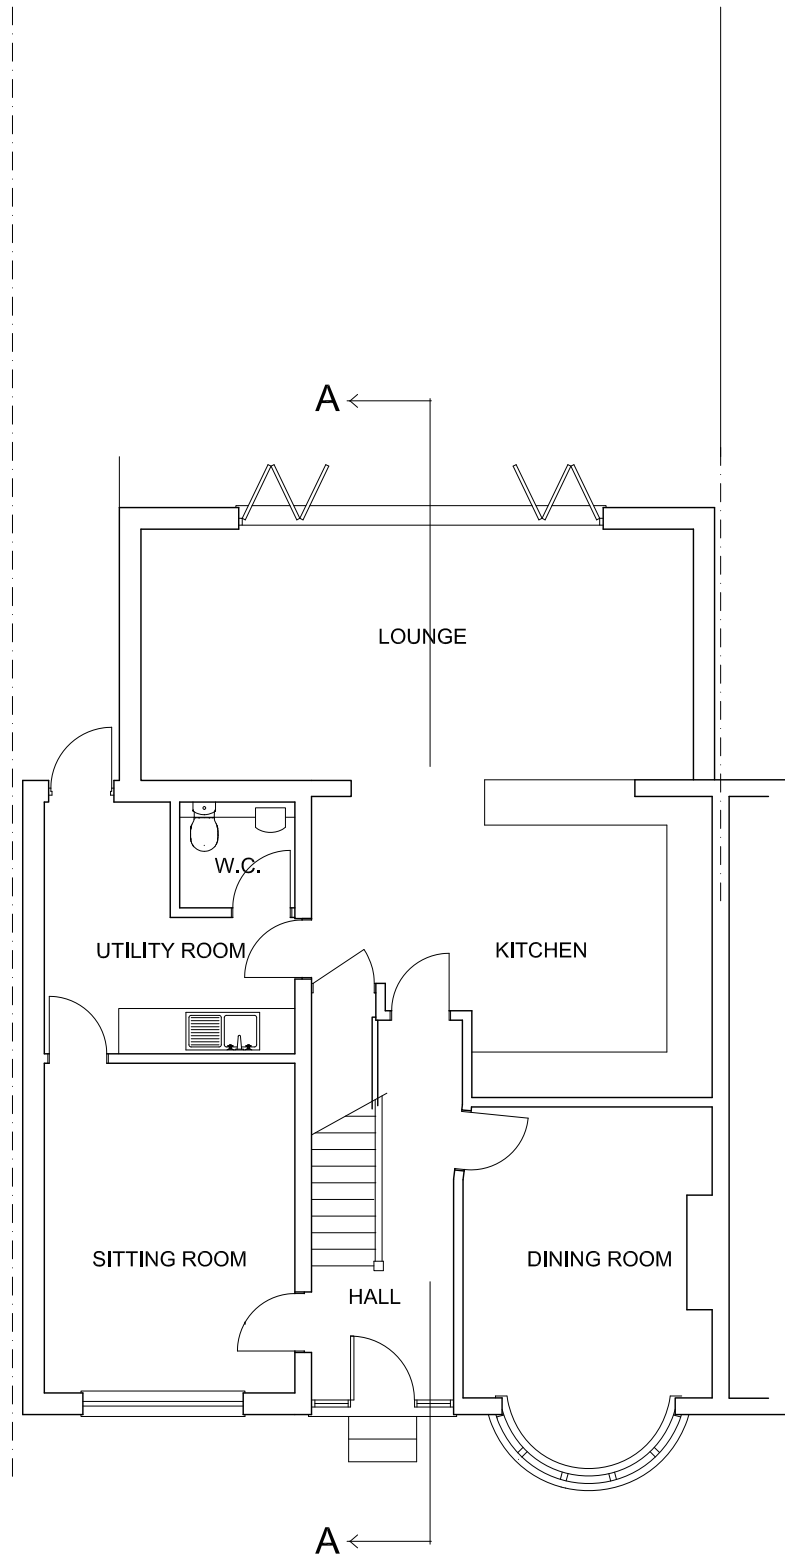 A
LOUNGE
W.C.
UTILITY ROOM
KITCHEN
SITTING ROOM
DINING ROOM
HALL
A